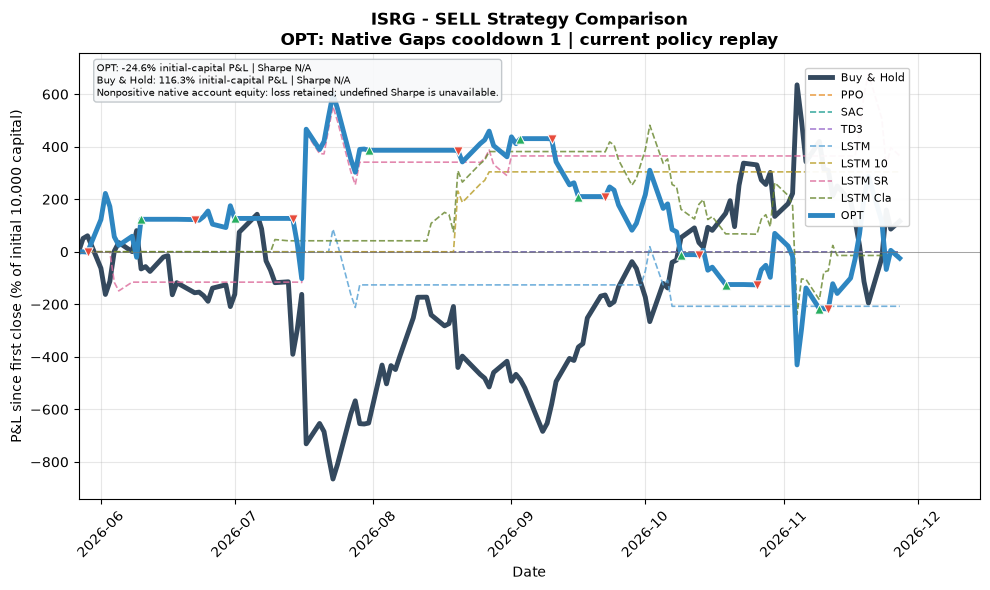 ISRG - SELL Strategy Comparison
OPT: Native Gaps cooldown 1 | current policy replay
OPT: -24.6% initial-capital P&L | Sharpe N/A
Buy & Hold: 116.3% initial-capital P&L | Sharpe N/A
Nonpositive native account equity: loss retained; undefined Sharpe is unavailable.
Buy & Hold
PPO
SAC
TD3
LSTM
LSTM 10
LSTM SR
LSTM Cla
OPT
P&L since first close (% of initial 10,000 capital)
600
400
200
0
−200
−400
−600
−800
2026-06
2026-07
2026-08
2026-09
2026-10
2026-11
2026-12
Date